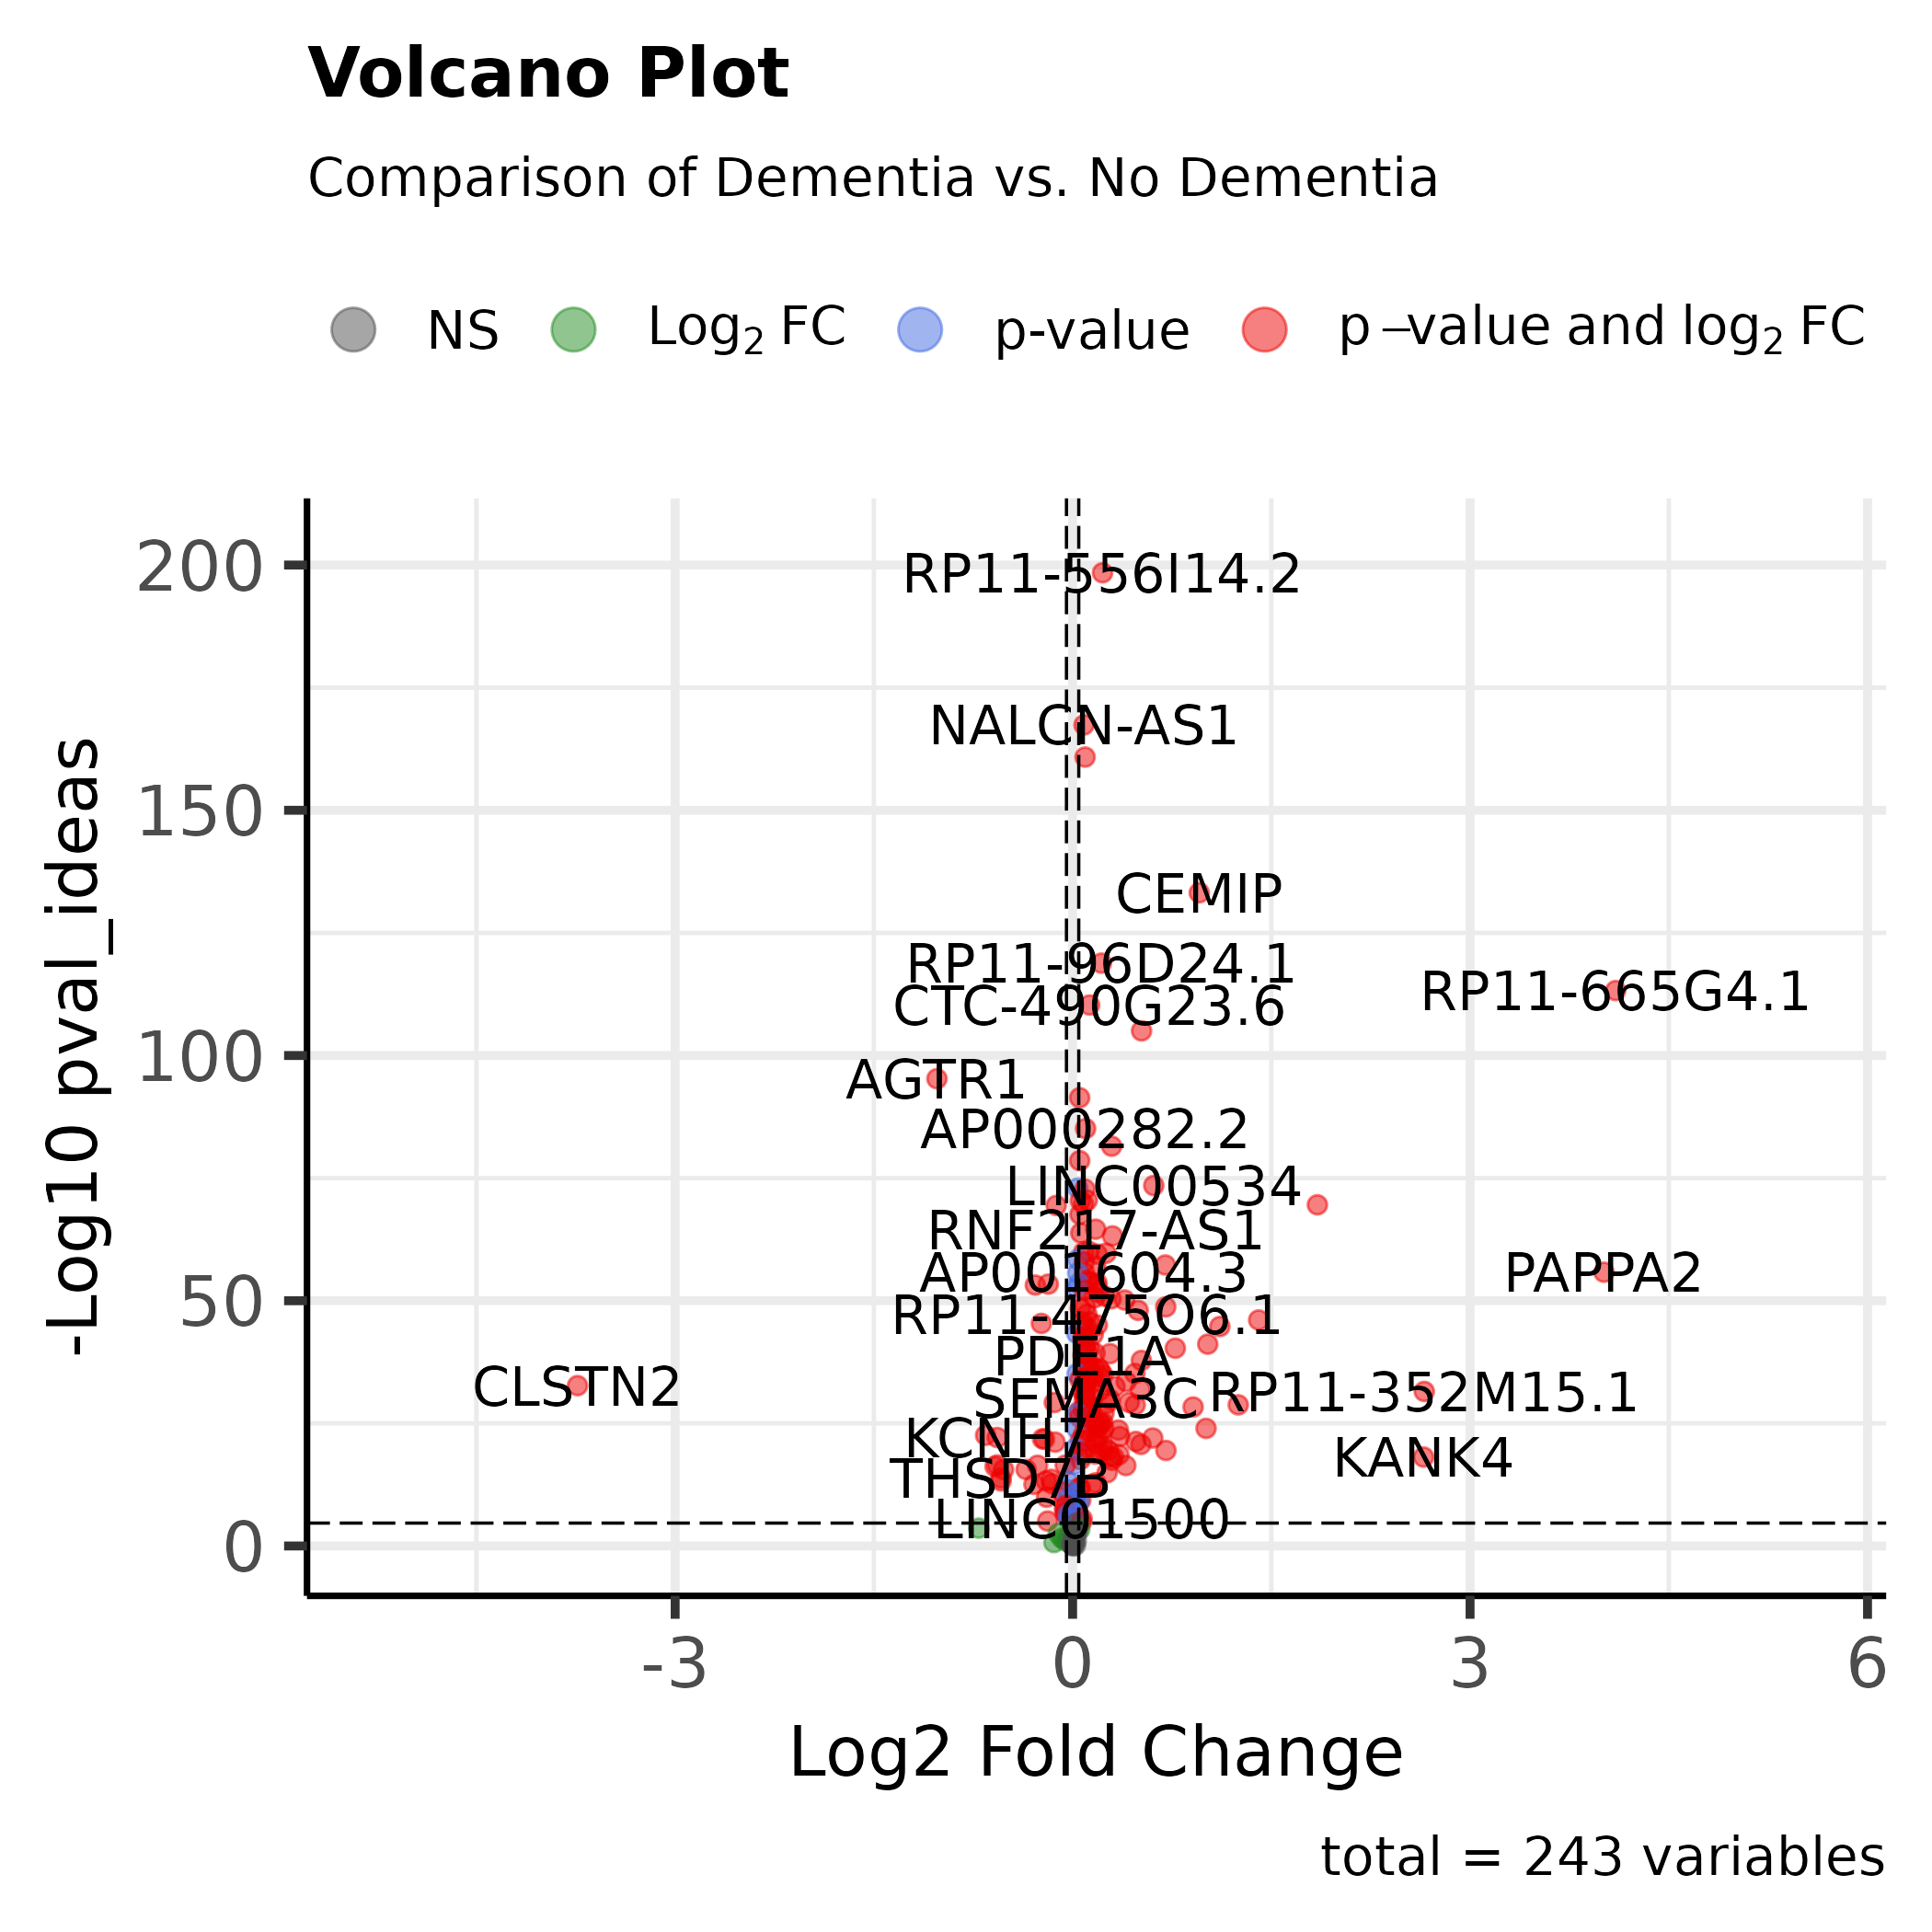 Volcano Plot
Comparison of Dementia vs. No Dementia
NS Log2 FC p-value p−value and log2 FC
-Log10 pval_ideas
200
150
100
50
0
RP11-556I14.2
NALCN-AS1
CEMIP
RP11-96D24.1
RP11-665G4.1
CTC-490G23.6
AGTR1
AP000282.2
LINC00534
RNF217-AS1
AP001604.3
PAPPA2
RP11-475O6.1
PDE1A
CLSTN2
SEMA3C
RP11-352M15.1
KCNH7
KANK4
THSD7B
LINC01500
-3 0 3 6
Log2 Fold Change
total = 243 variables